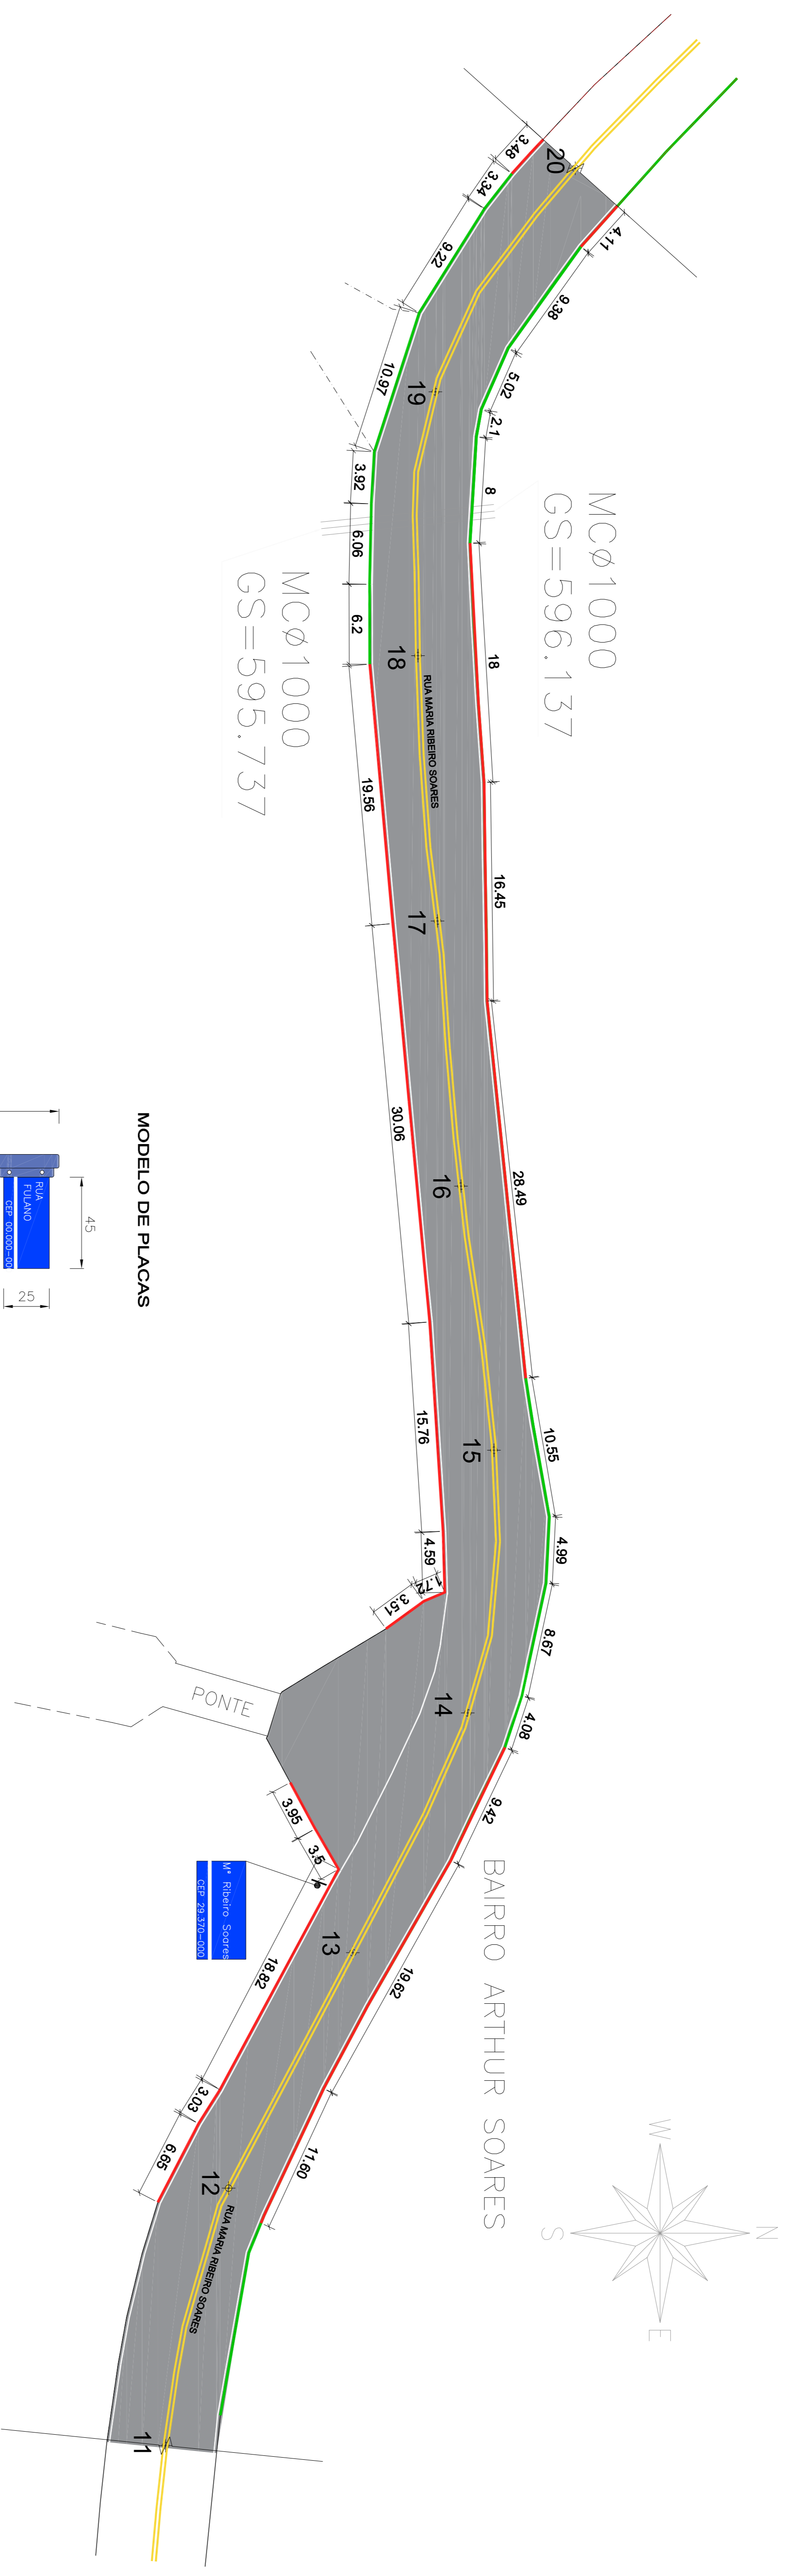 20
3.48
3.34
9.22
10.97
3.92
6.06
6.2
19.56
30.06
15.76
4.59
1.72
3.51
3.95
3.5
18.82
3.03
6.65
4.11
9.38
5.02
2.1
8
18
16.45
28.49
10.55
4.99
8.67
4.08
9.42
19.62
11.60
19
18
17
16
15
14
13
12
11
MCø1000
GS=596.137
MCø1000
GS=595.737
RUA MARIA RIBEIRO SOARES
MODELO DE PLACAS
45
25
RUA
FULANO
CEP 00.000-00
PONTE
Mª Ribeiro Soares
CEP 29.370-000
BAIRRO ARTHUR SOARES
RUA MARIA RIBEIRO SOARES
N
W
E
S